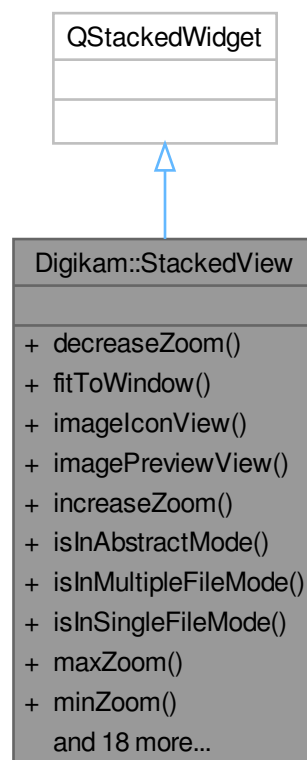 QStackedWidget
Digikam::StackedView
+ decreaseZoom()
+ fitToWindow()
+ imageIconView()
+ imagePreviewView()
+ increaseZoom()
+ isInAbstractMode()
+ isInMultipleFileMode()
+ isInSingleFileMode()
+ maxZoom()
+ minZoom()
and 18 more...